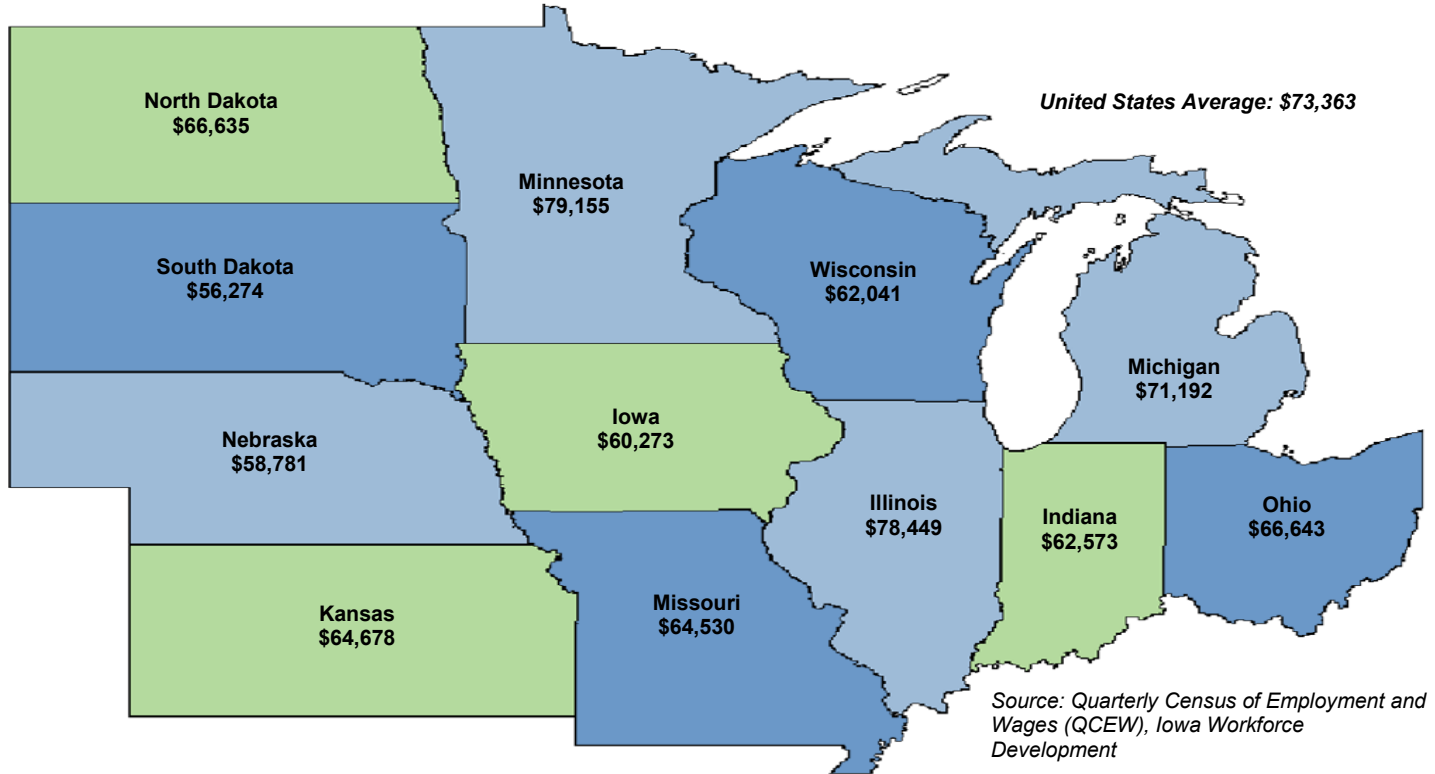 North Dakota
$66,635
United States Average: $73,363
Minnesota
$79,155
South Dakota
$56,274
Wisconsin
$62,041
Michigan
$71,192
Nebraska
$58,781
Iowa
$60,273
Illinois
$78,449
Indiana
$62,573
Ohio
$66,643
Kansas
$64,678
Missouri
$64,530
Source: Quarterly Census of Employment and
Wages (QCEW), Iowa Workforce
Development